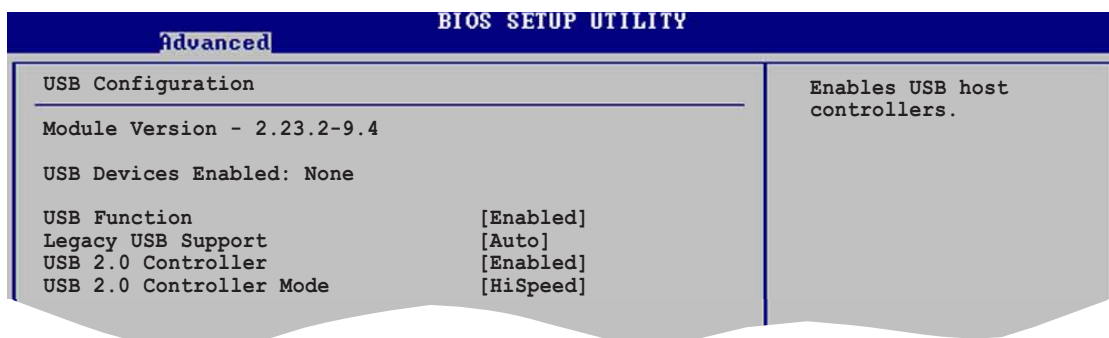 BIOS SETUP UTILITY
Advanced
USB Configuration
Module Version - 2.23.2-9.4
USB Devices Enabled: None
USB Function [Enabled]
Legacy USB Support [Auto]
USB 2.0 Controller [Enabled]
USB 2.0 Controller Mode [HiSpeed]
Enables USB host
controllers.